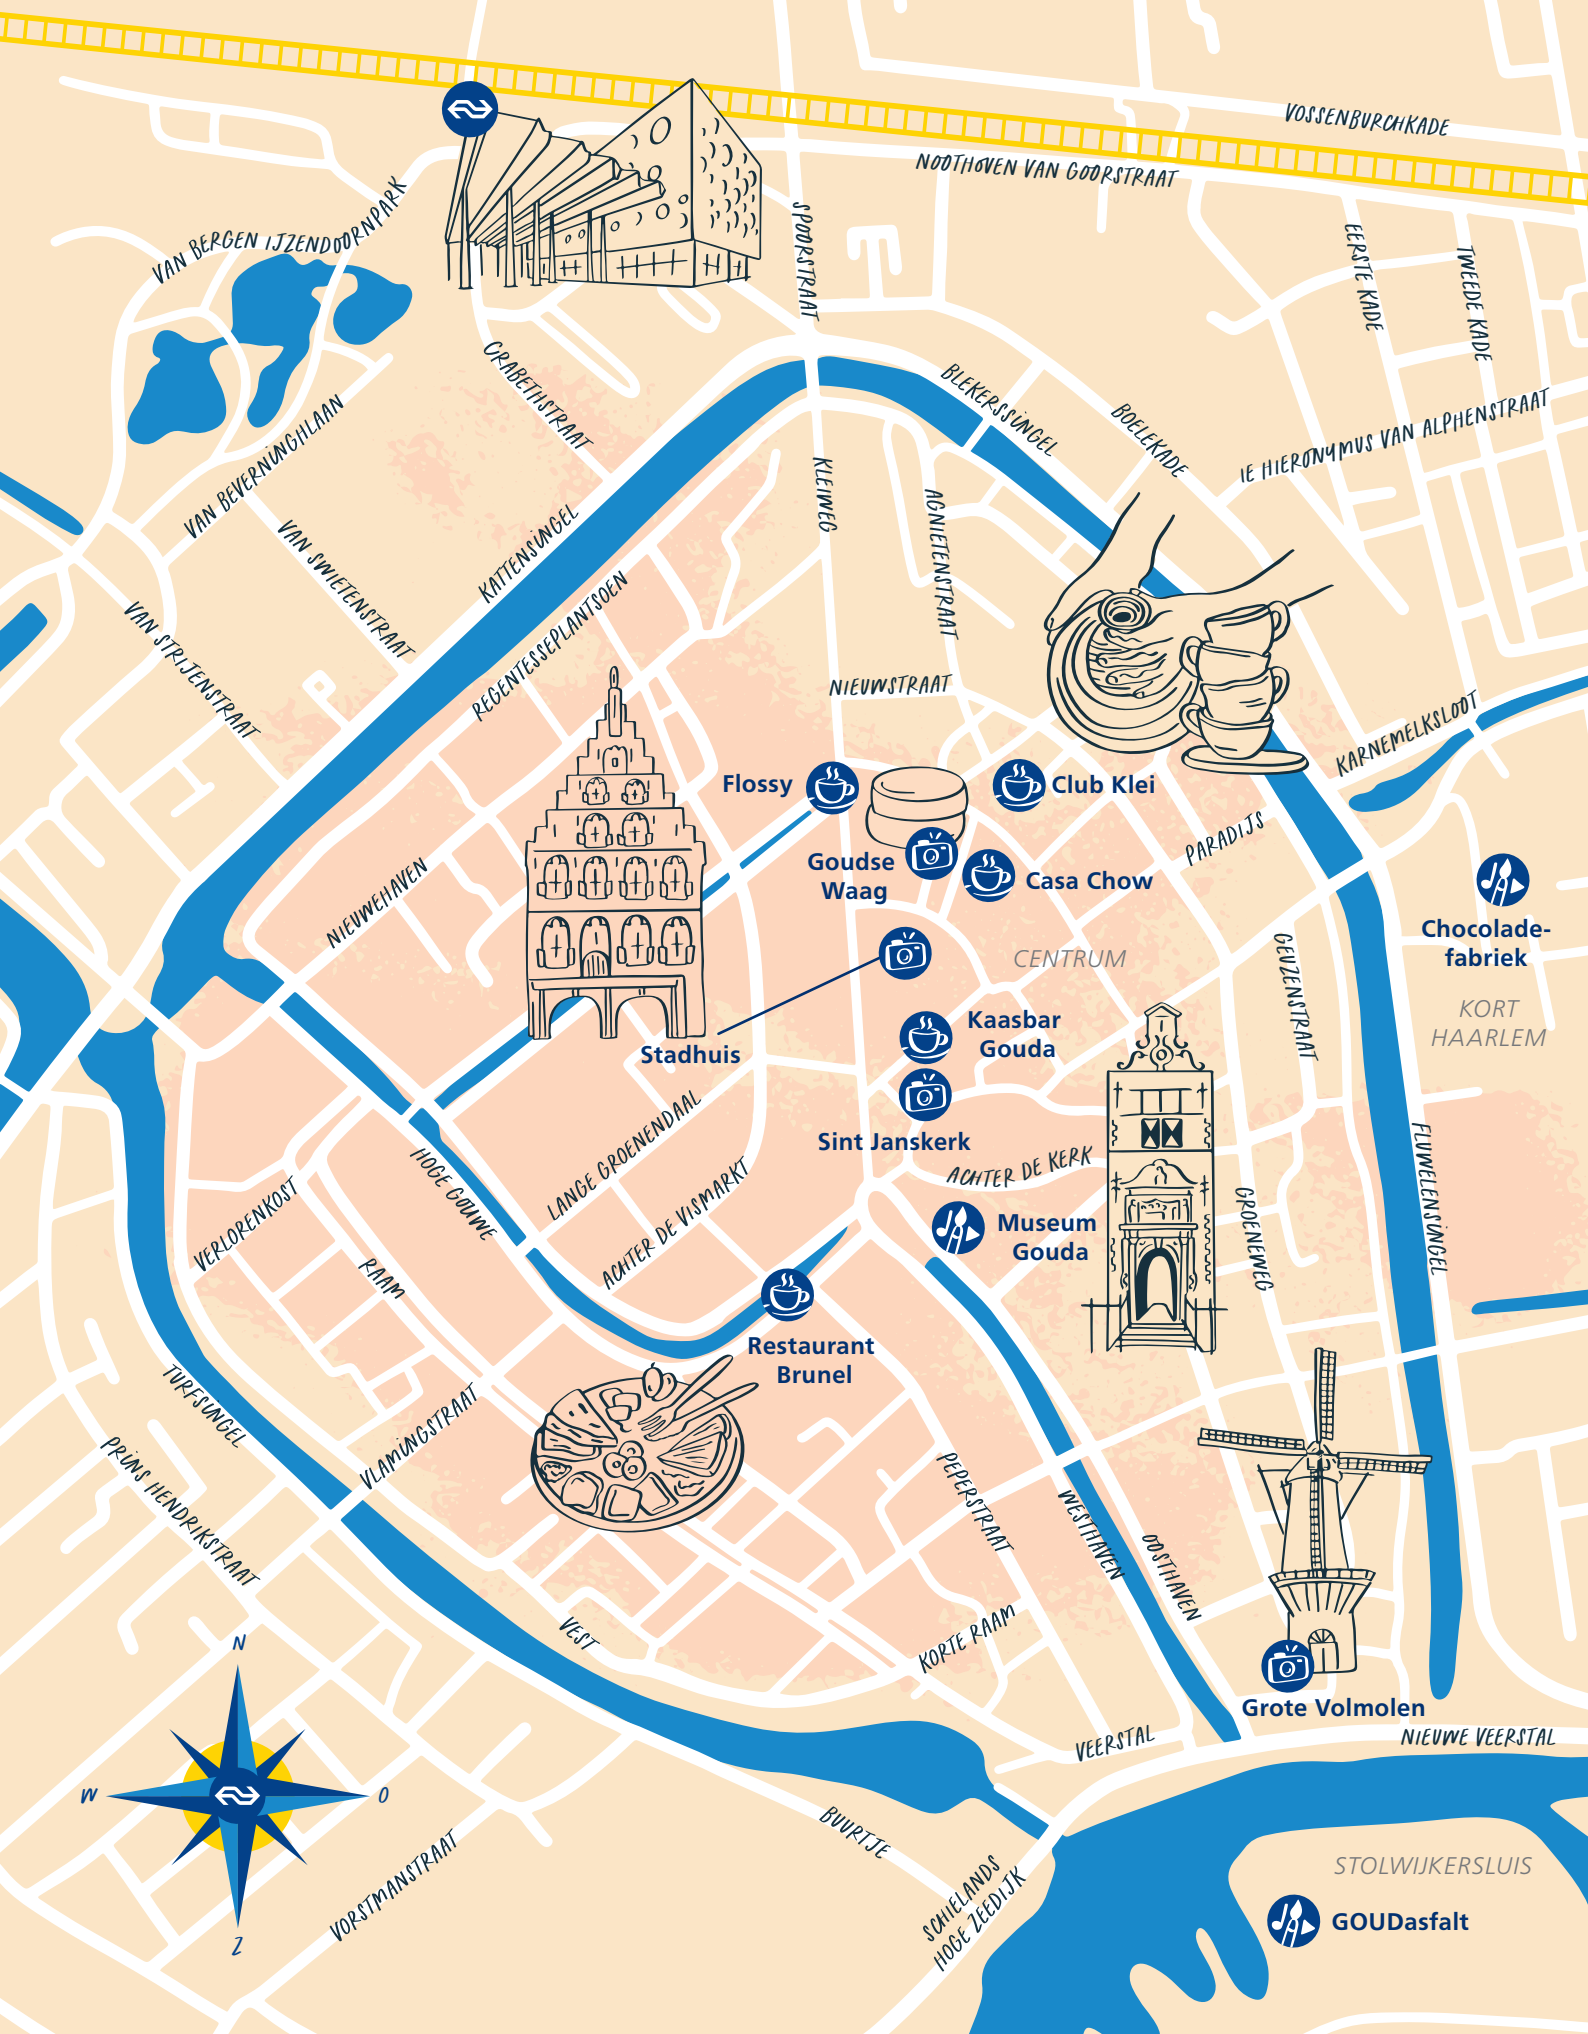 VOSSENBURCHKADE
NOOTHOVEN VAN GOORSTRAAT
VAN BERGEN IJZENDOORNPARK
SPOORSTRAAT
EERSTE KADE
TWEEDE KADE
CRABETHSTRAAT
BLEKERSSINGEL
BOELEKADE
1E HIERONYMUS VAN ALPHENSTRAAT
VAN BEVERNINGHLAAN
KLEIWEG
AGNIETENSTRAAT
KATTENSINGEL
VAN SWIETENSTRAAT
REGENTESSEPLANTSOEN
VAN STRIJENSTRAAT
NIEUWSTRAAT
KARNEMELKSLOOT
Flossy
Club Klei
PARADIJS
Goudse
Waag
Casa Chow
NIEUWEHAVEN
Chocolade-
fabriek
CENTRUM
GEUZENSTRAAT
KORT
HAARLEM
Kaasbar
Gouda
Stadhuis
LANGE GROENENDAAL
Sint Janskerk
ACHTER DE KERK
HOGE GOUWE
FLUWELENSINGEL
VERLORENKOST
ACHTER DE VISMARKT
Museum
Gouda
GROENEWEG
RAAM
Restaurant
Brunel
TURFSINGEL
VLAMINGSTRAAT
PRINS HENDRIKSTRAAT
PEPERSTRAAT
WESTHAVEN
OOSTHAVEN
VEST
KORTE RAAM
N
W
O
Z
Grote Volmolen
VEERSTAL
NIEUWE VEERSTAL
BUURTJE
VORSTMANSTRAAT
SCHIELANDS
HOGE ZEEDIJK
STOLWIJKERSLUIS
GOUDasfalt